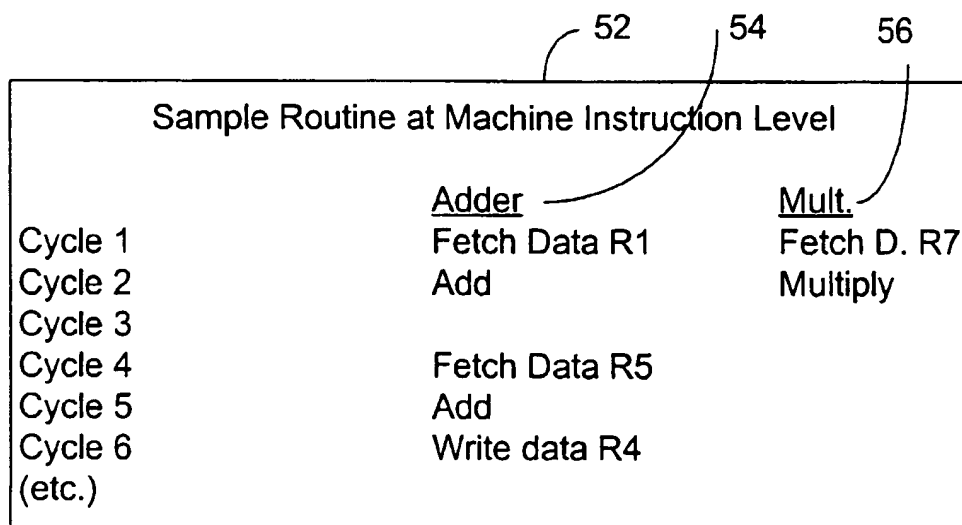 52 54 56
Sample Routine at Machine Instruction Level
Adder Mult.
Cycle 1 Fetch Data R1 Fetch D. R7
Cycle 2 Add Multiply
Cycle 3
Cycle 4 Fetch Data R5
Cycle 5 Add
Cycle 6 Write data R4
(etc.)